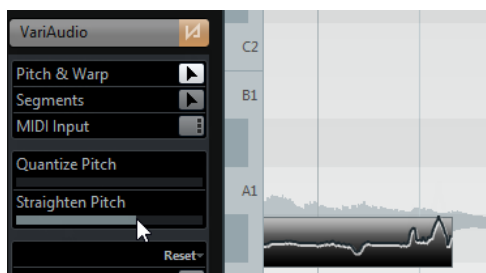 VariAudio
Pitch & Warp
Segments
MIDI Input
Quantize Pitch
Straighten Pitch
Reset
C2
B1
A1